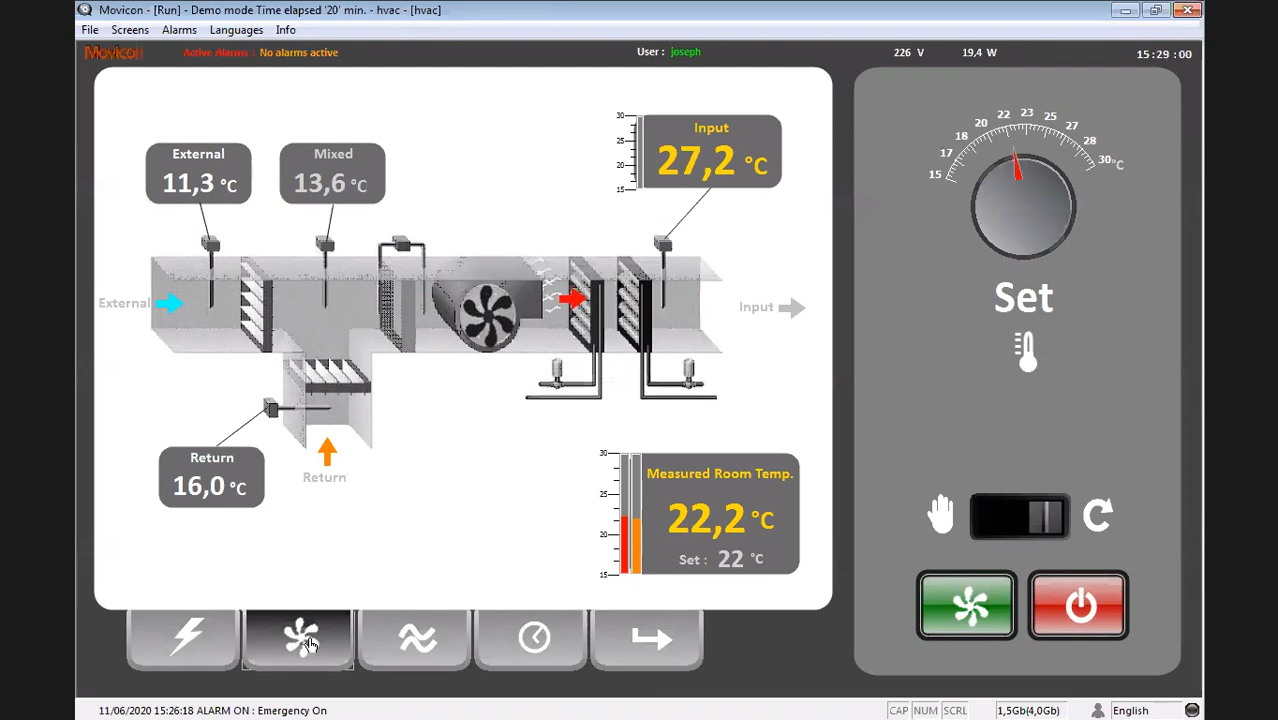 Movicon - [Run] - Demo mode Time elapsed '20' min. - hvac - [hvac]
File Screens Alarms Languages Info
Movicon Active Alarms : No alarms active User : joseph 226 V 19,4 W 15:29:00
External
11,3 °C
Mixed
13,6 °C
30
25
20
15
Input
27,2 °C
External
Input
Return
16,0 °C
Return
30
25
20
15
Measured Room Temp.
22,2 °C
Set : 22 °C
15 17 18 20 22 23 25 27 28 30°C
Set
11/06/2020 15:26:18 ALARM ON : Emergency On CAP NUM SCRL 1,5Gb(4,0Gb) English